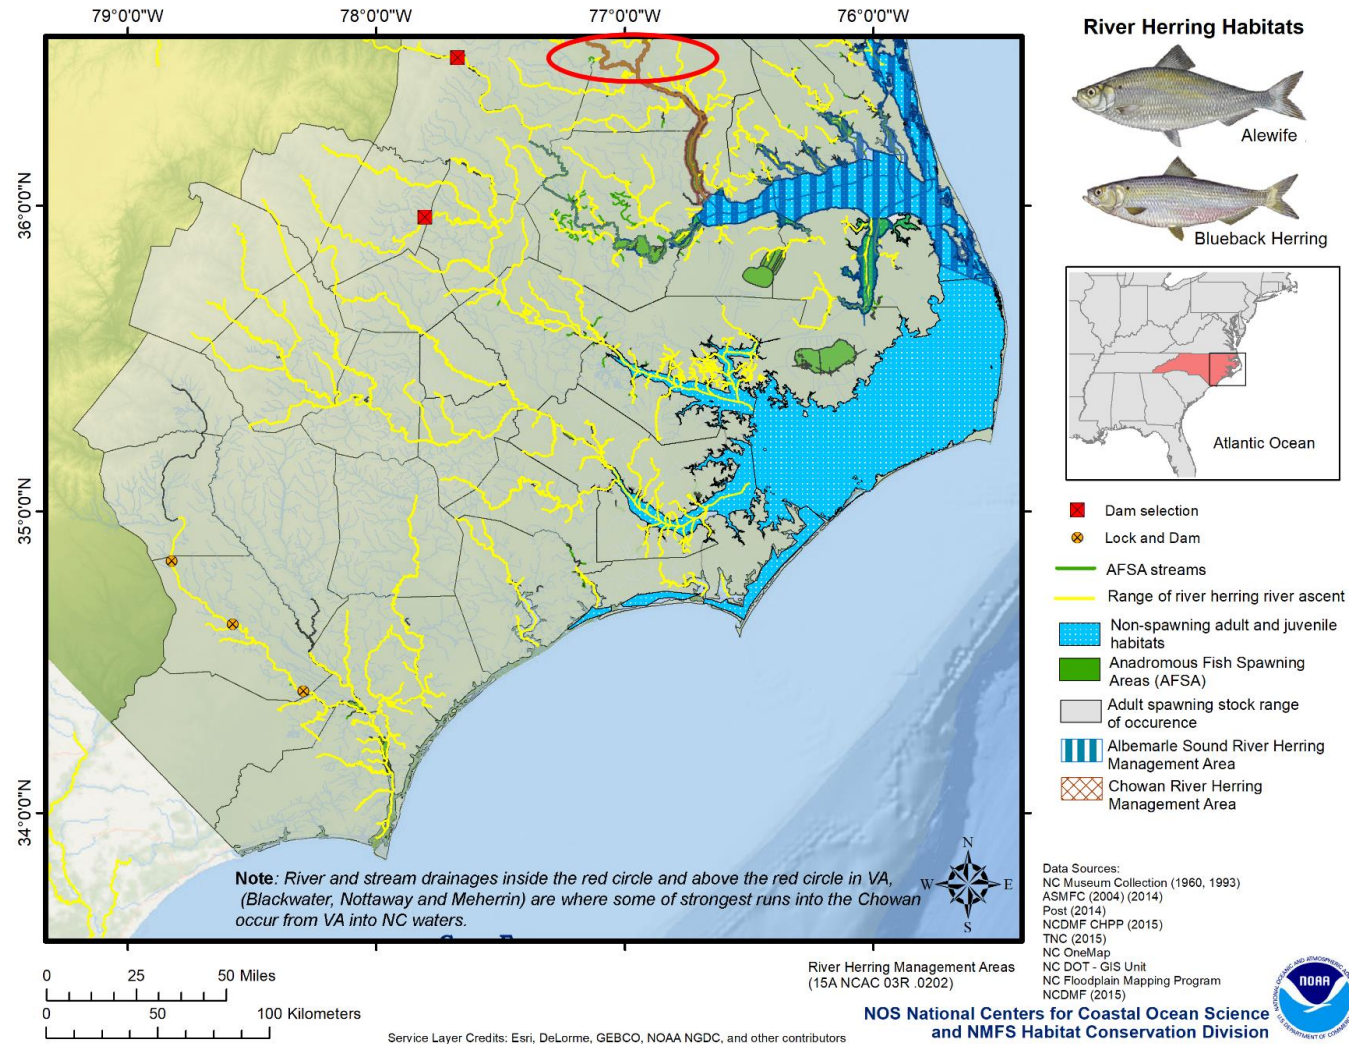 79°0'0"W
78°0'0"W
77°0'0"W
76°0'0"W
36°0'0"N
35°0'0"N
34°0'0"N
River Herring Habitats
Alewife
Blueback Herring
Atlantic Ocean
Dam selection
Lock and Dam
AFSA streams
Range of river herring river ascent
Non-spawning adult and juvenile
habitats
Anadromous Fish Spawning
Areas (AFSA)
Adult spawning stock range
of occurence
Albemarle Sound River Herring
Management Area
Chowan River Herring
Management Area
Note: River and stream drainages inside the red circle and above the red circle in VA,
(Blackwater, Nottaway and Meherrin) are where some of strongest runs into the Chowan
occur from VA into NC waters.
N
W
E
S
Data Sources:
NC Museum Collection (1960, 1993)
ASMFC (2004) (2014)
Post (2014)
NCDMF CHPP (2015)
TNC (2015)
NC OneMap
NC DOT - GIS Unit
NC Floodplain Mapping Program
NCDMF (2015)
0 25 50 Miles
0 50 100 Kilometers
River Herring Management Areas
(15A NCAC 03R .0202)
NOS National Centers for Coastal Ocean Science
and NMFS Habitat Conservation Division
NOAA
Service Layer Credits: Esri, DeLorme, GEBCO, NOAA NGDC, and other contributors